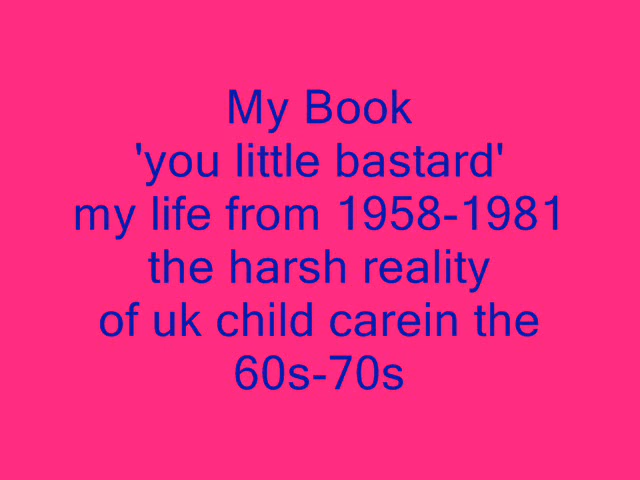 My Book
'you little bastard'
my life from 1958-1981
the harsh reality
of uk child carein the
60s-70s